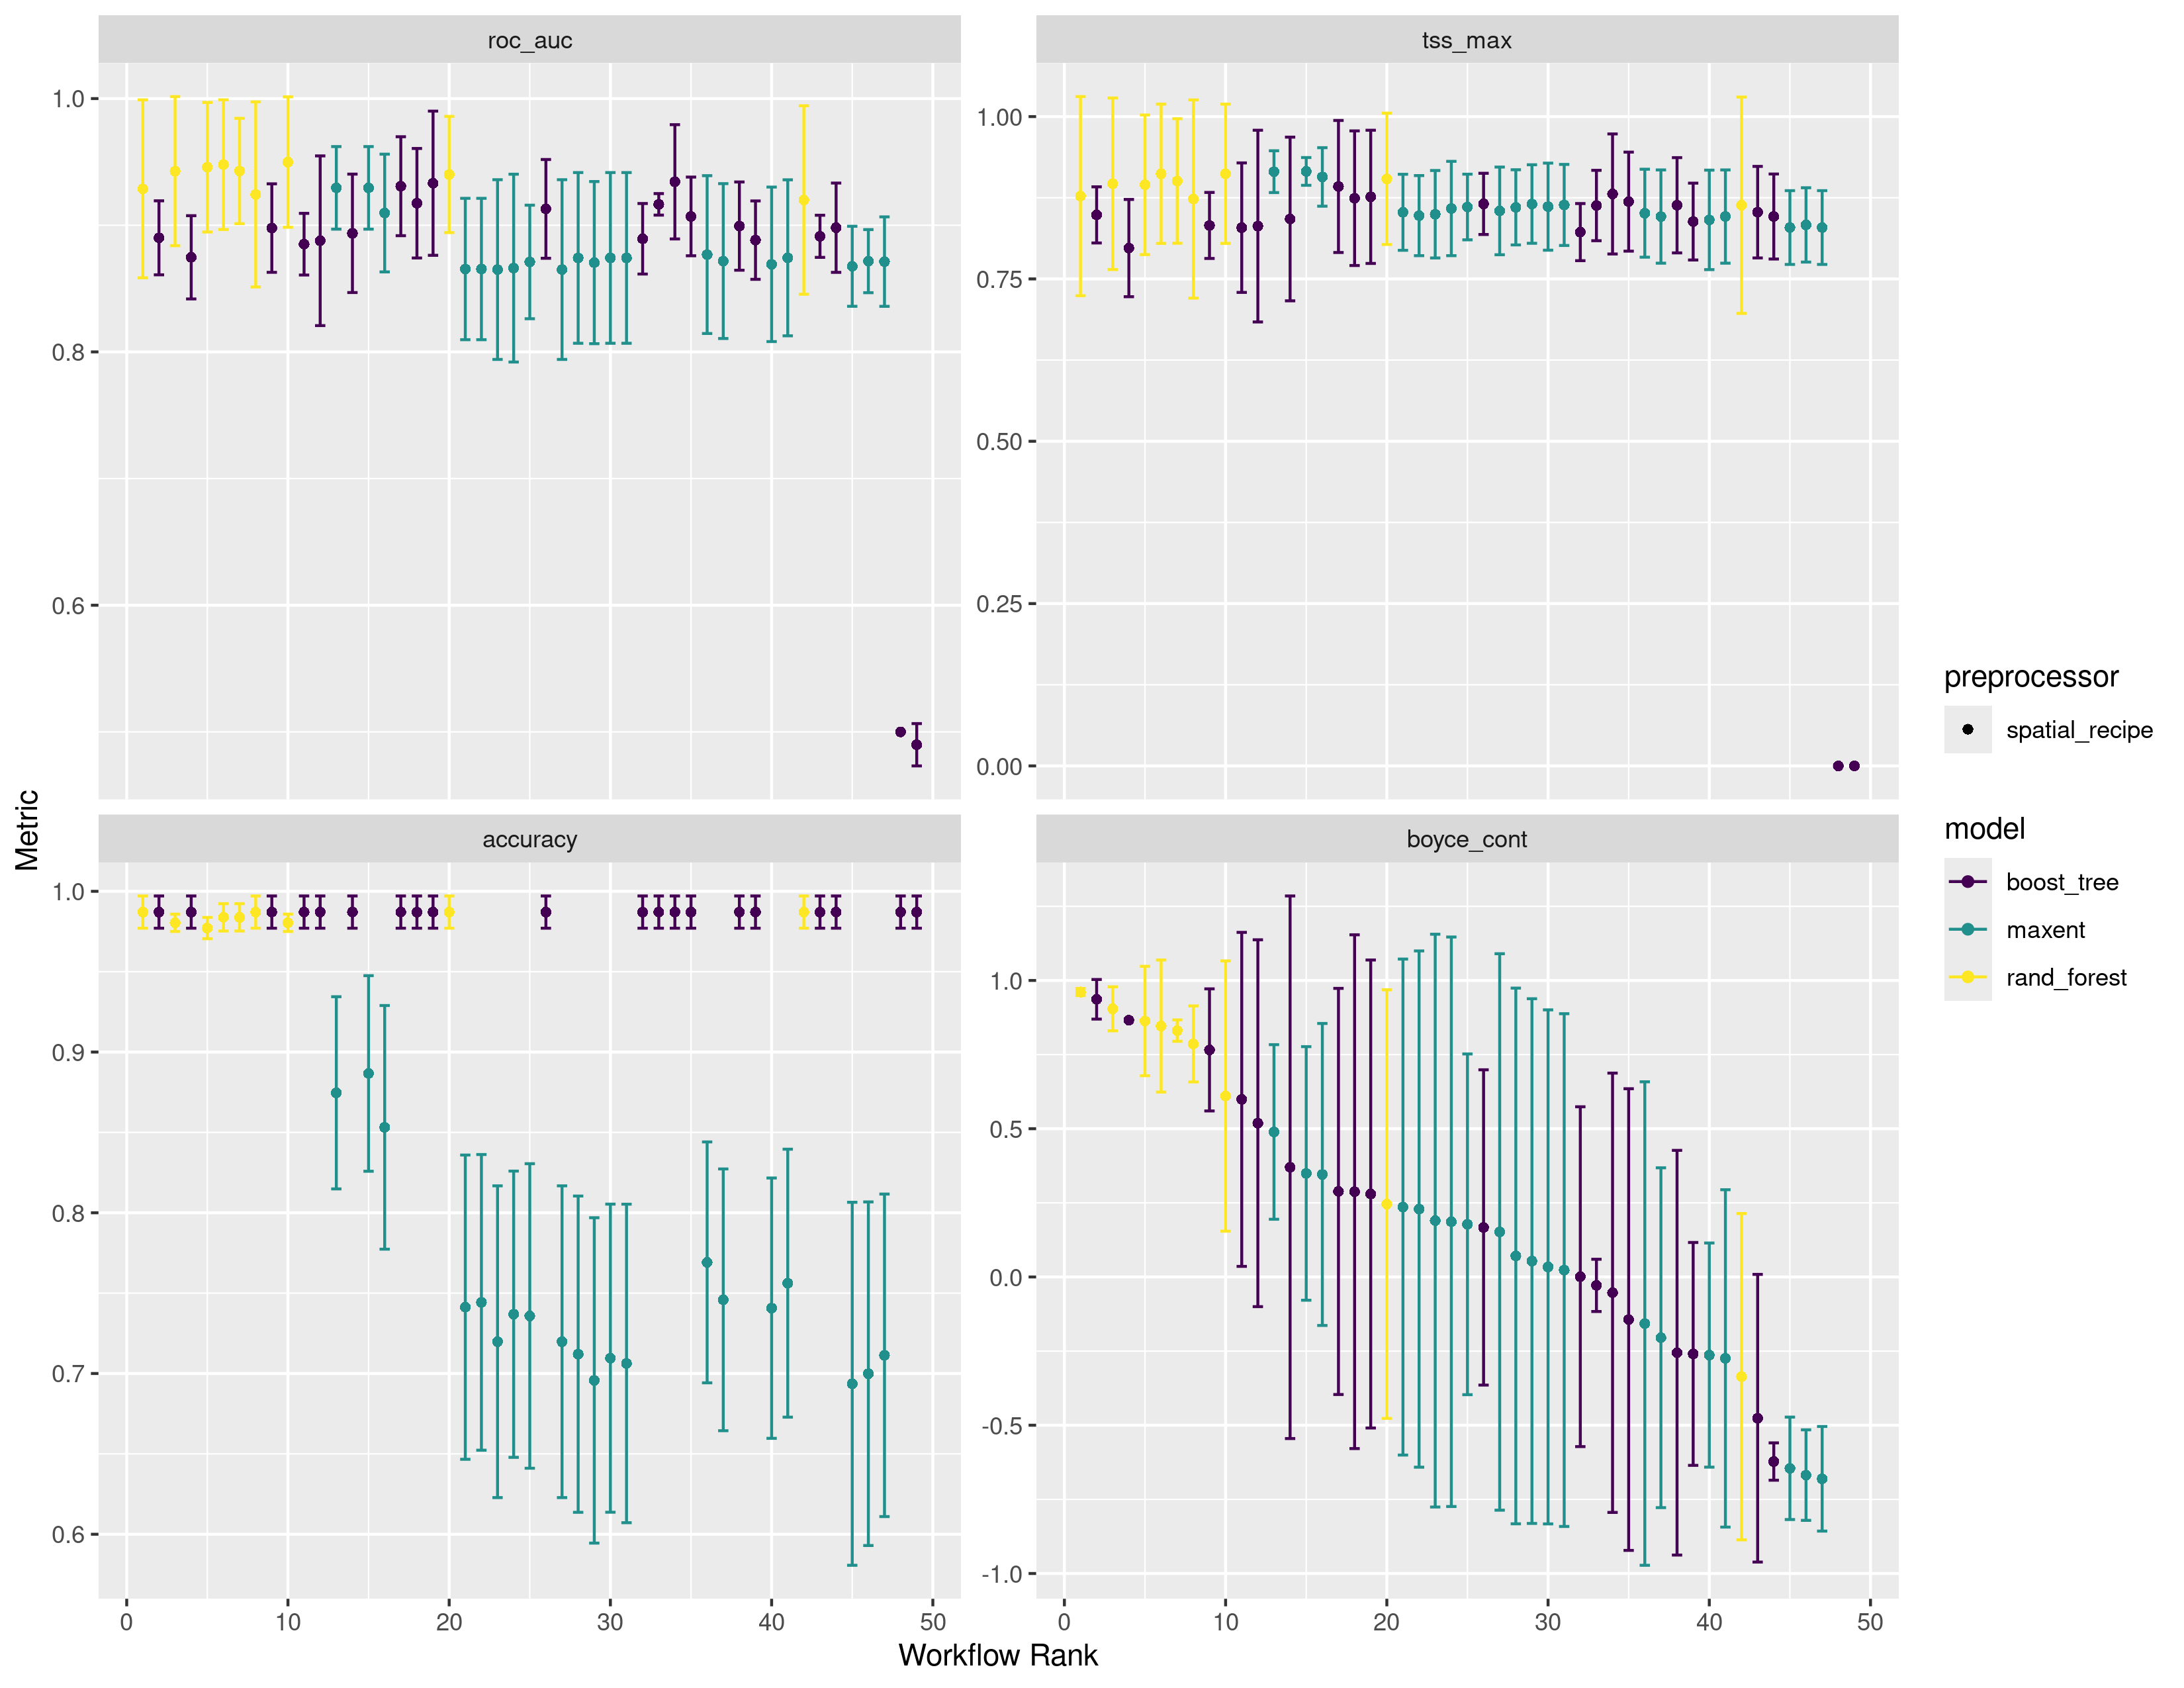 roc_auc
tss_max
1.0
0.8
0.6
1.00
0.75
0.50
0.25
0.00
accuracy
boyce_cont
1.0
0.9
0.8
0.7
0.6
1.0
0.5
0.0
-0.5
-1.0
0 10 20 30 40 50
0 10 20 30 40 50
Workflow Rank
Metric
preprocessor
spatial_recipe
model
boost_tree
maxent
rand_forest